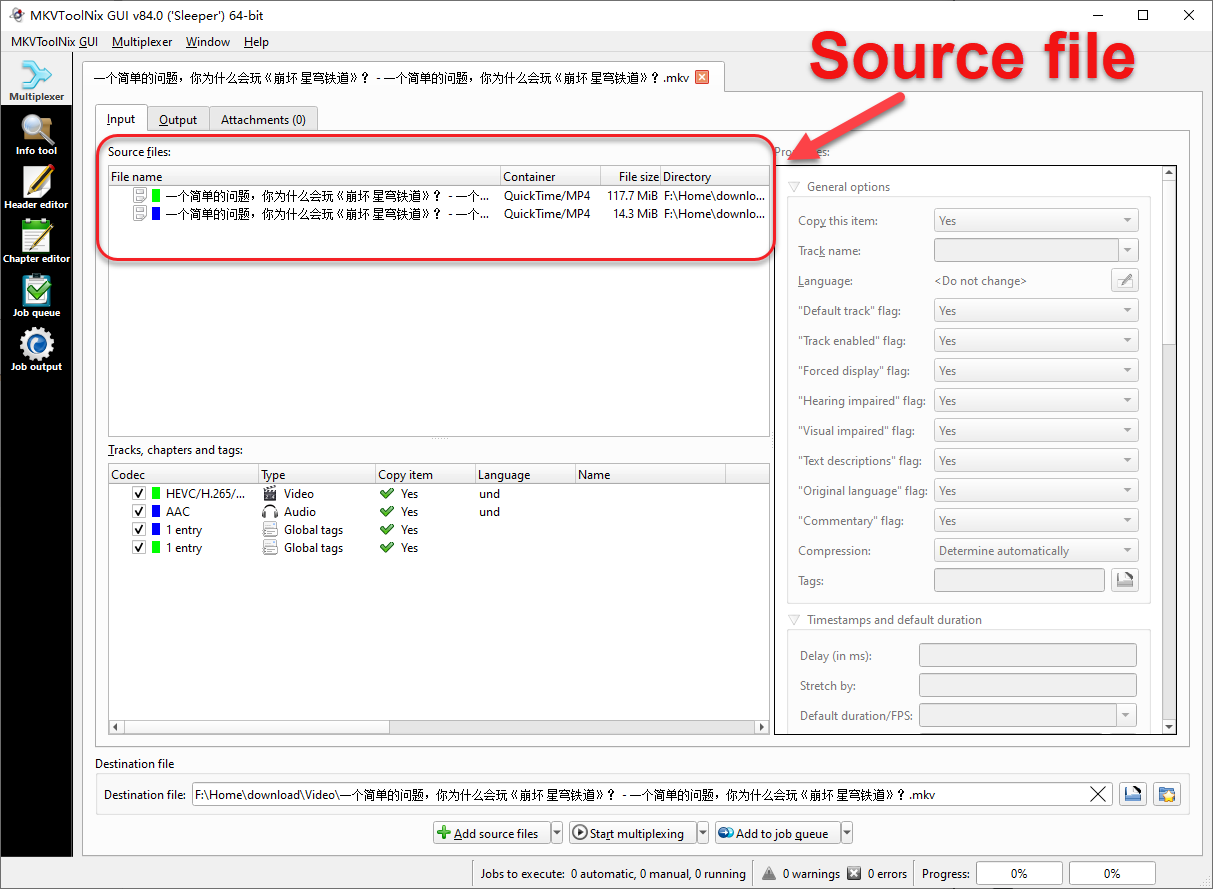 MKVToolNix GUI v84.0 ('Sleeper') 64-bit
MKVToolNix GUI Multiplexer Window Help
Source file
一个简单的问题，你为什么会玩《崩坏 星穹铁道》？ - 一个简单的问题，你为什么会玩《崩坏 星穹铁道》？.mkv
Multiplexer
Info tool
Header editor
Chapter editor
Job queue
Job output
Input Output Attachments (0)
Source files:
File name Container File size Directory
一个简单的问题，你为什么会玩《崩坏 星穹铁道》？ - 一个... QuickTime/MP4 117.7 MiB F:\Home\downlo...
一个简单的问题，你为什么会玩《崩坏 星穹铁道》？ - 一个... QuickTime/MP4 14.3 MiB F:\Home\downlo...
Tracks, chapters and tags:
Codec Type Copy item Language Name
HEVC/H.265/... Video Yes und
AAC Audio Yes und
1 entry Global tags Yes
1 entry Global tags Yes
General options
Copy this item: Yes
Track name:
Language: <Do not change>
"Default track" flag: Yes
"Track enabled" flag: Yes
"Forced display" flag: Yes
"Hearing impaired" flag: Yes
"Visual impaired" flag: Yes
"Text descriptions" flag: Yes
"Original language" flag: Yes
"Commentary" flag: Yes
Compression: Determine automatically
Tags:
Timestamps and default duration
Delay (in ms):
Stretch by:
Default duration/FPS:
Destination file
Destination file: F:\Home\download\Video\一个简单的问题，你为什么会玩《崩坏 星穹铁道》？ - 一个简单的问题，你为什么会玩《崩坏 星穹铁道》？.mkv
Add source files Start multiplexing Add to job queue
Jobs to execute: 0 automatic, 0 manual, 0 running 0 warnings 0 errors Progress: 0% 0%